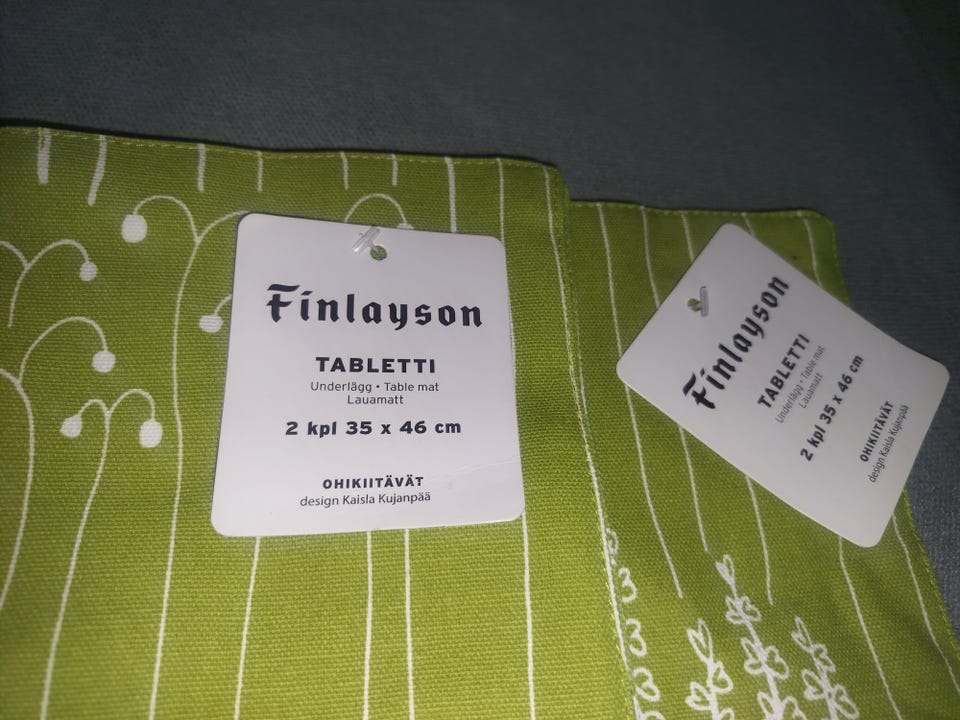 Finlayson
TABLETTI
Underlägg • Table mat
Lauamatt
2 kpl 35 x 46 cm
OHIKIITÄVÄT
design Kaisla Kujanpää
Finlayson
TABLETTI
Underlägg • Table mat
Lauamatt
2 kpl 35 x 46 cm
OHIKIITÄVÄT
design Kaisla Kujanpää